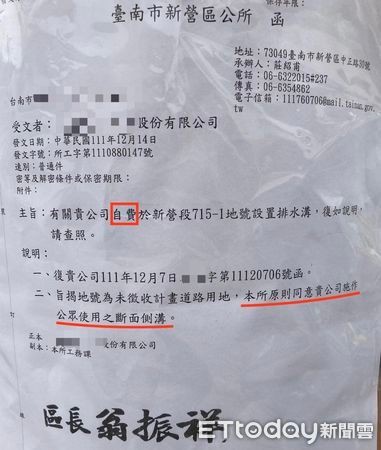 保存年限：
臺南市新營區公所　函
地址：73049臺南市新營區中正路30號
承辦人：莊紹甫
電話：06-6322015#237
傳真：06-6354862
電子信箱：111760706@mail.tainan.gov.
tw
台南市
受文者：股份有限公司
發文日期：中華民國111年12月14日
發文字號：所工字第1110880147號
速別：普通件
密等及解密條件或保密期限：
附件：
主旨：有關貴公司自費於新營段715-1地號設置排水溝，復如說明，
請查照。
說明：
一、復貴公司111年12月7日字第11120706號函。
二、旨揭地號為未徵收計畫道路用地，本所原則同意貴公司施作
公眾使用之斷面側溝。
正本：股份有限公司
副本：本所工務課
區長翁振祥
ETtoday新聞雲